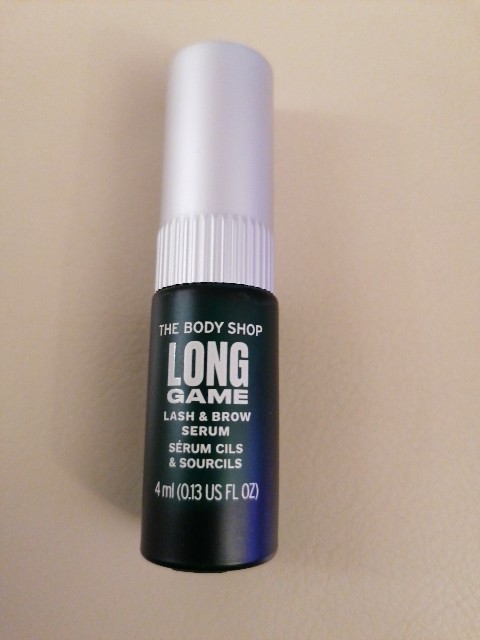 THE BODY SHOP
LONG
GAME
LASH & BROW
SERUM
SÉRUM CILS
& SOURCILS
4 ml (0.13 US FL OZ)